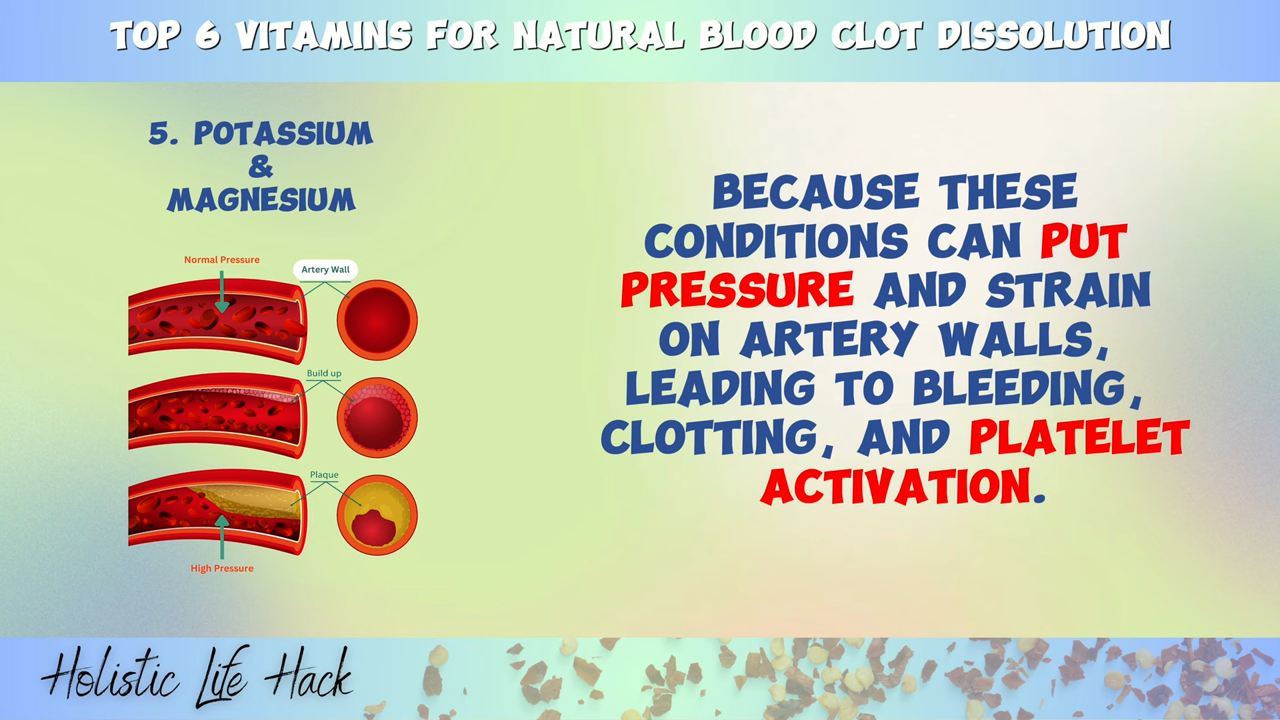 TOP 6 VITAMINS FOR NATURAL BLOOD CLOT DISSOLUTION
5. POTASSIUM
&
MAGNESIUM
Normal Pressure
Artery Wall
Build up
Plaque
High Pressure
BECAUSE THESE
CONDITIONS CAN PUT
PRESSURE AND STRAIN
ON ARTERY WALLS,
LEADING TO BLEEDING,
CLOTTING, AND PLATELET
ACTIVATION.
Holistic Life Hack